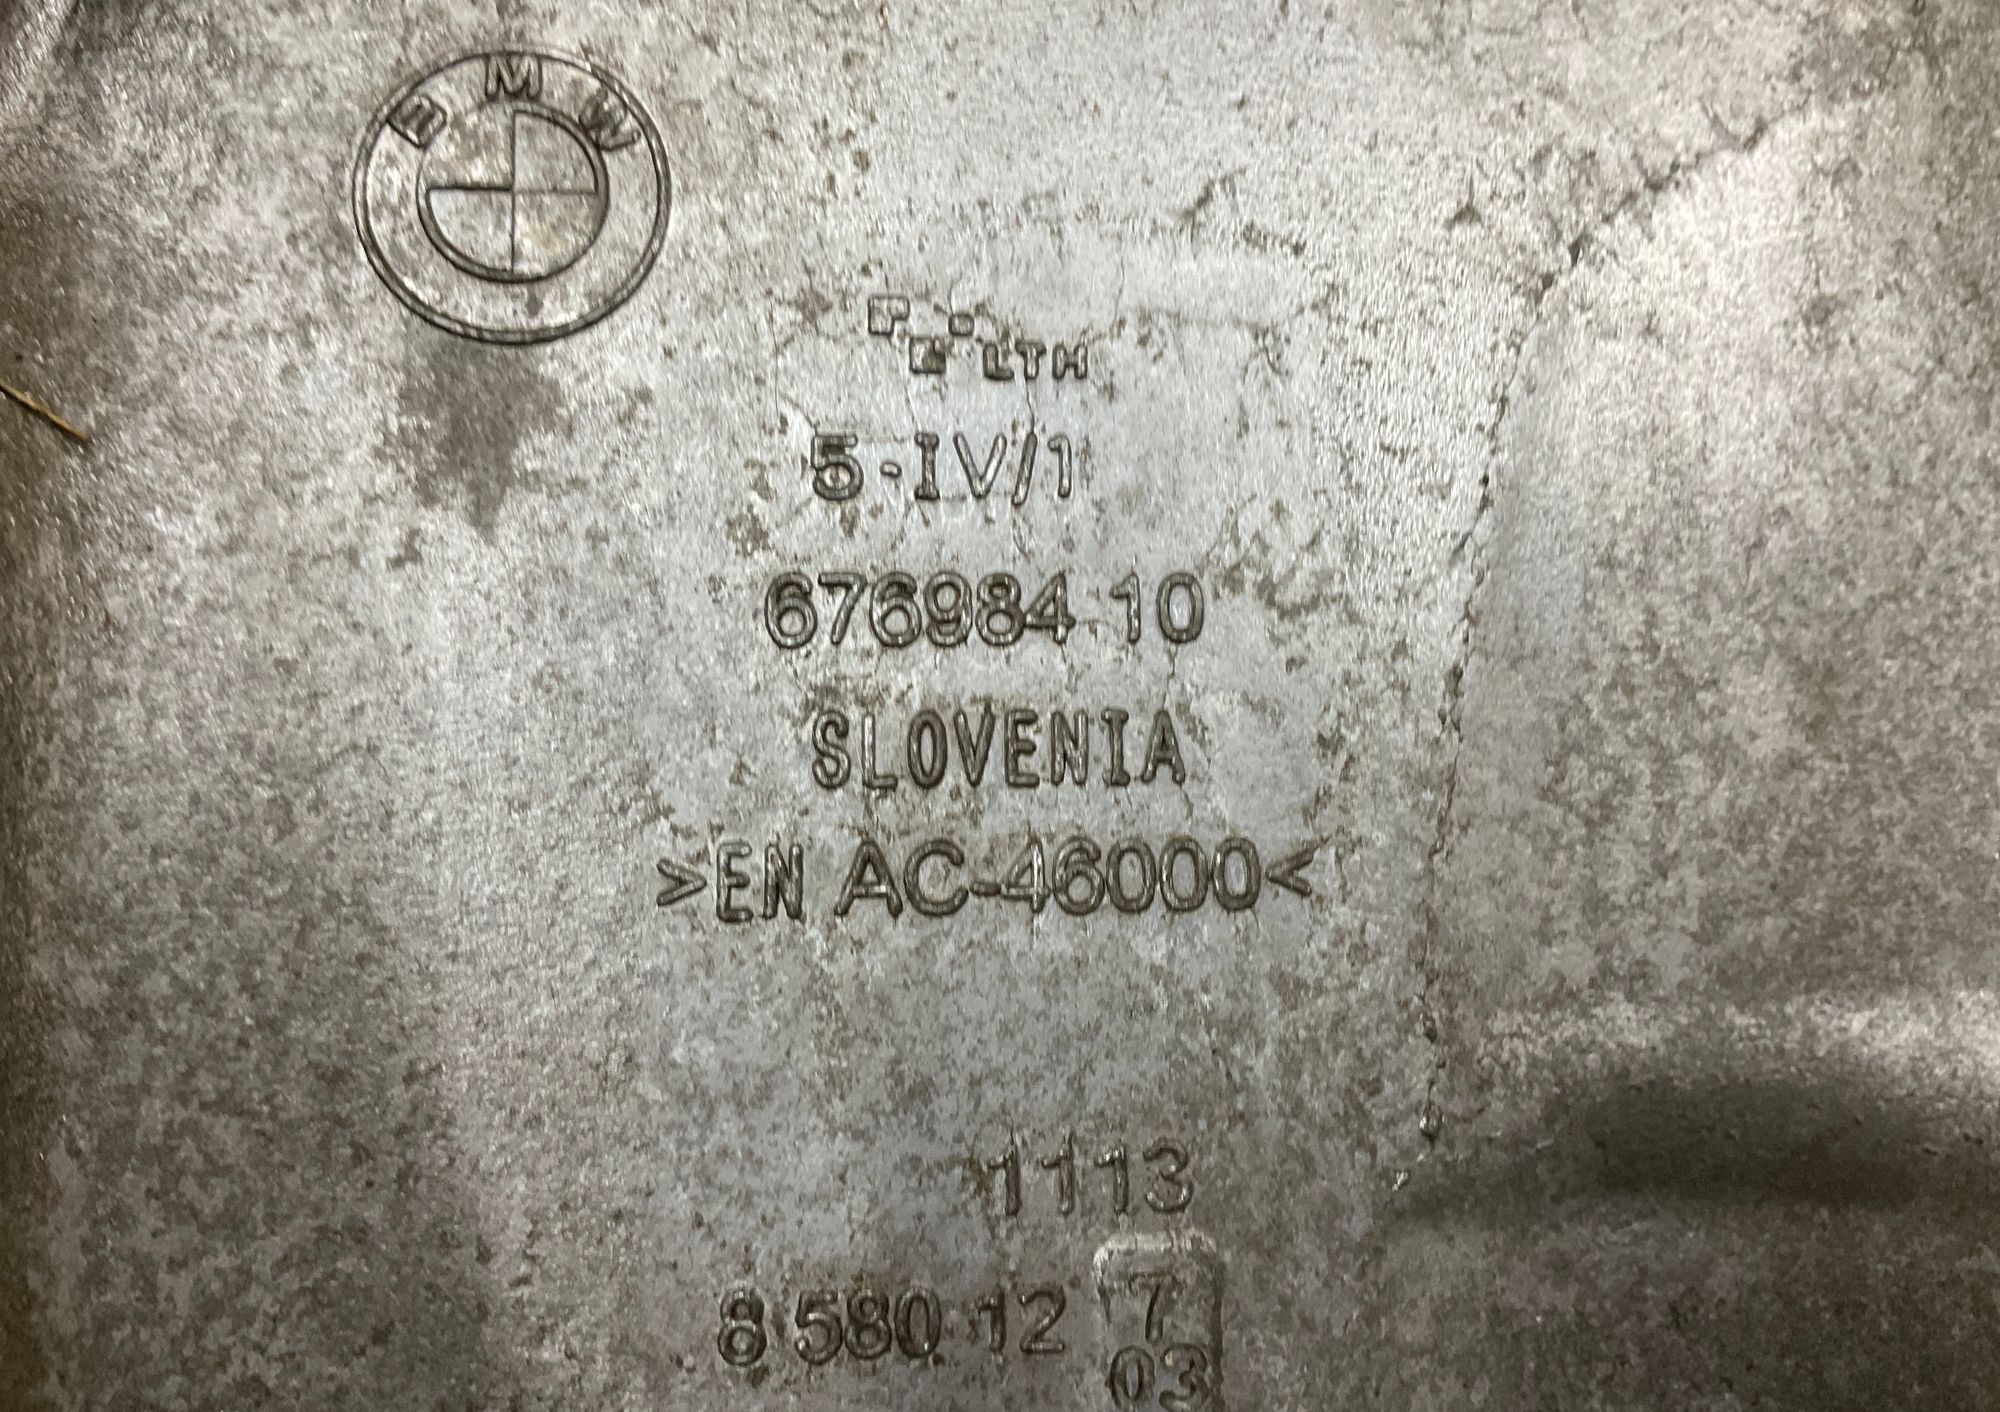 BMW
LTH
5·IV/1
676984 10
SLOVENIA
>EN AC-46000<
1113
8 580 12 7
03